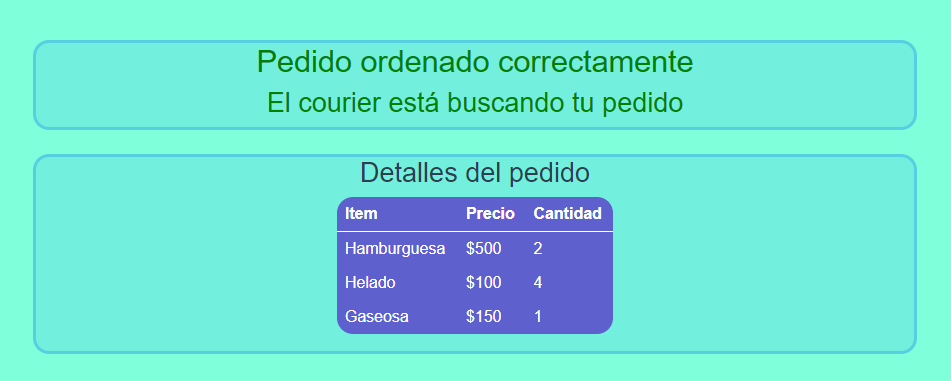 Pedido ordenado correctamente
El courier está buscando tu pedido
Detalles del pedido
Item Precio Cantidad
Hamburguesa $500 2
Helado $100 4
Gaseosa $150 1